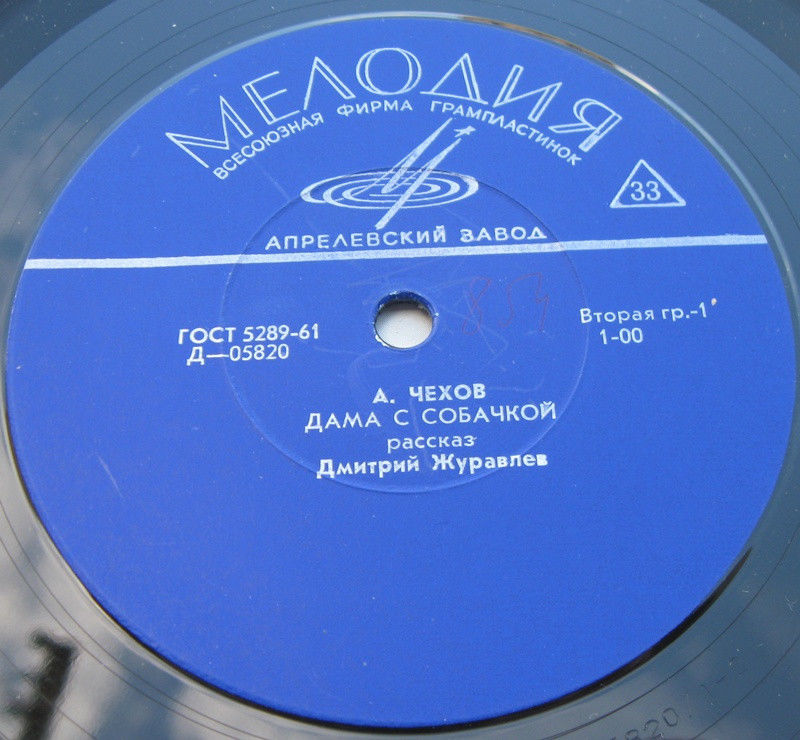 МЕЛОДИЯ
ВСЕСОЮЗНАЯ ФИРМА ГРАМПЛАСТИНОК
33
АПРЕЛЕВСКИЙ ЗАВОД
854
ГОСТ 5289-61
Д—05820
Вторая гр.-1
1-00
А. ЧЕХОВ
ДАМА С СОБАЧКОЙ
рассказ
Дмитрий Журавлев